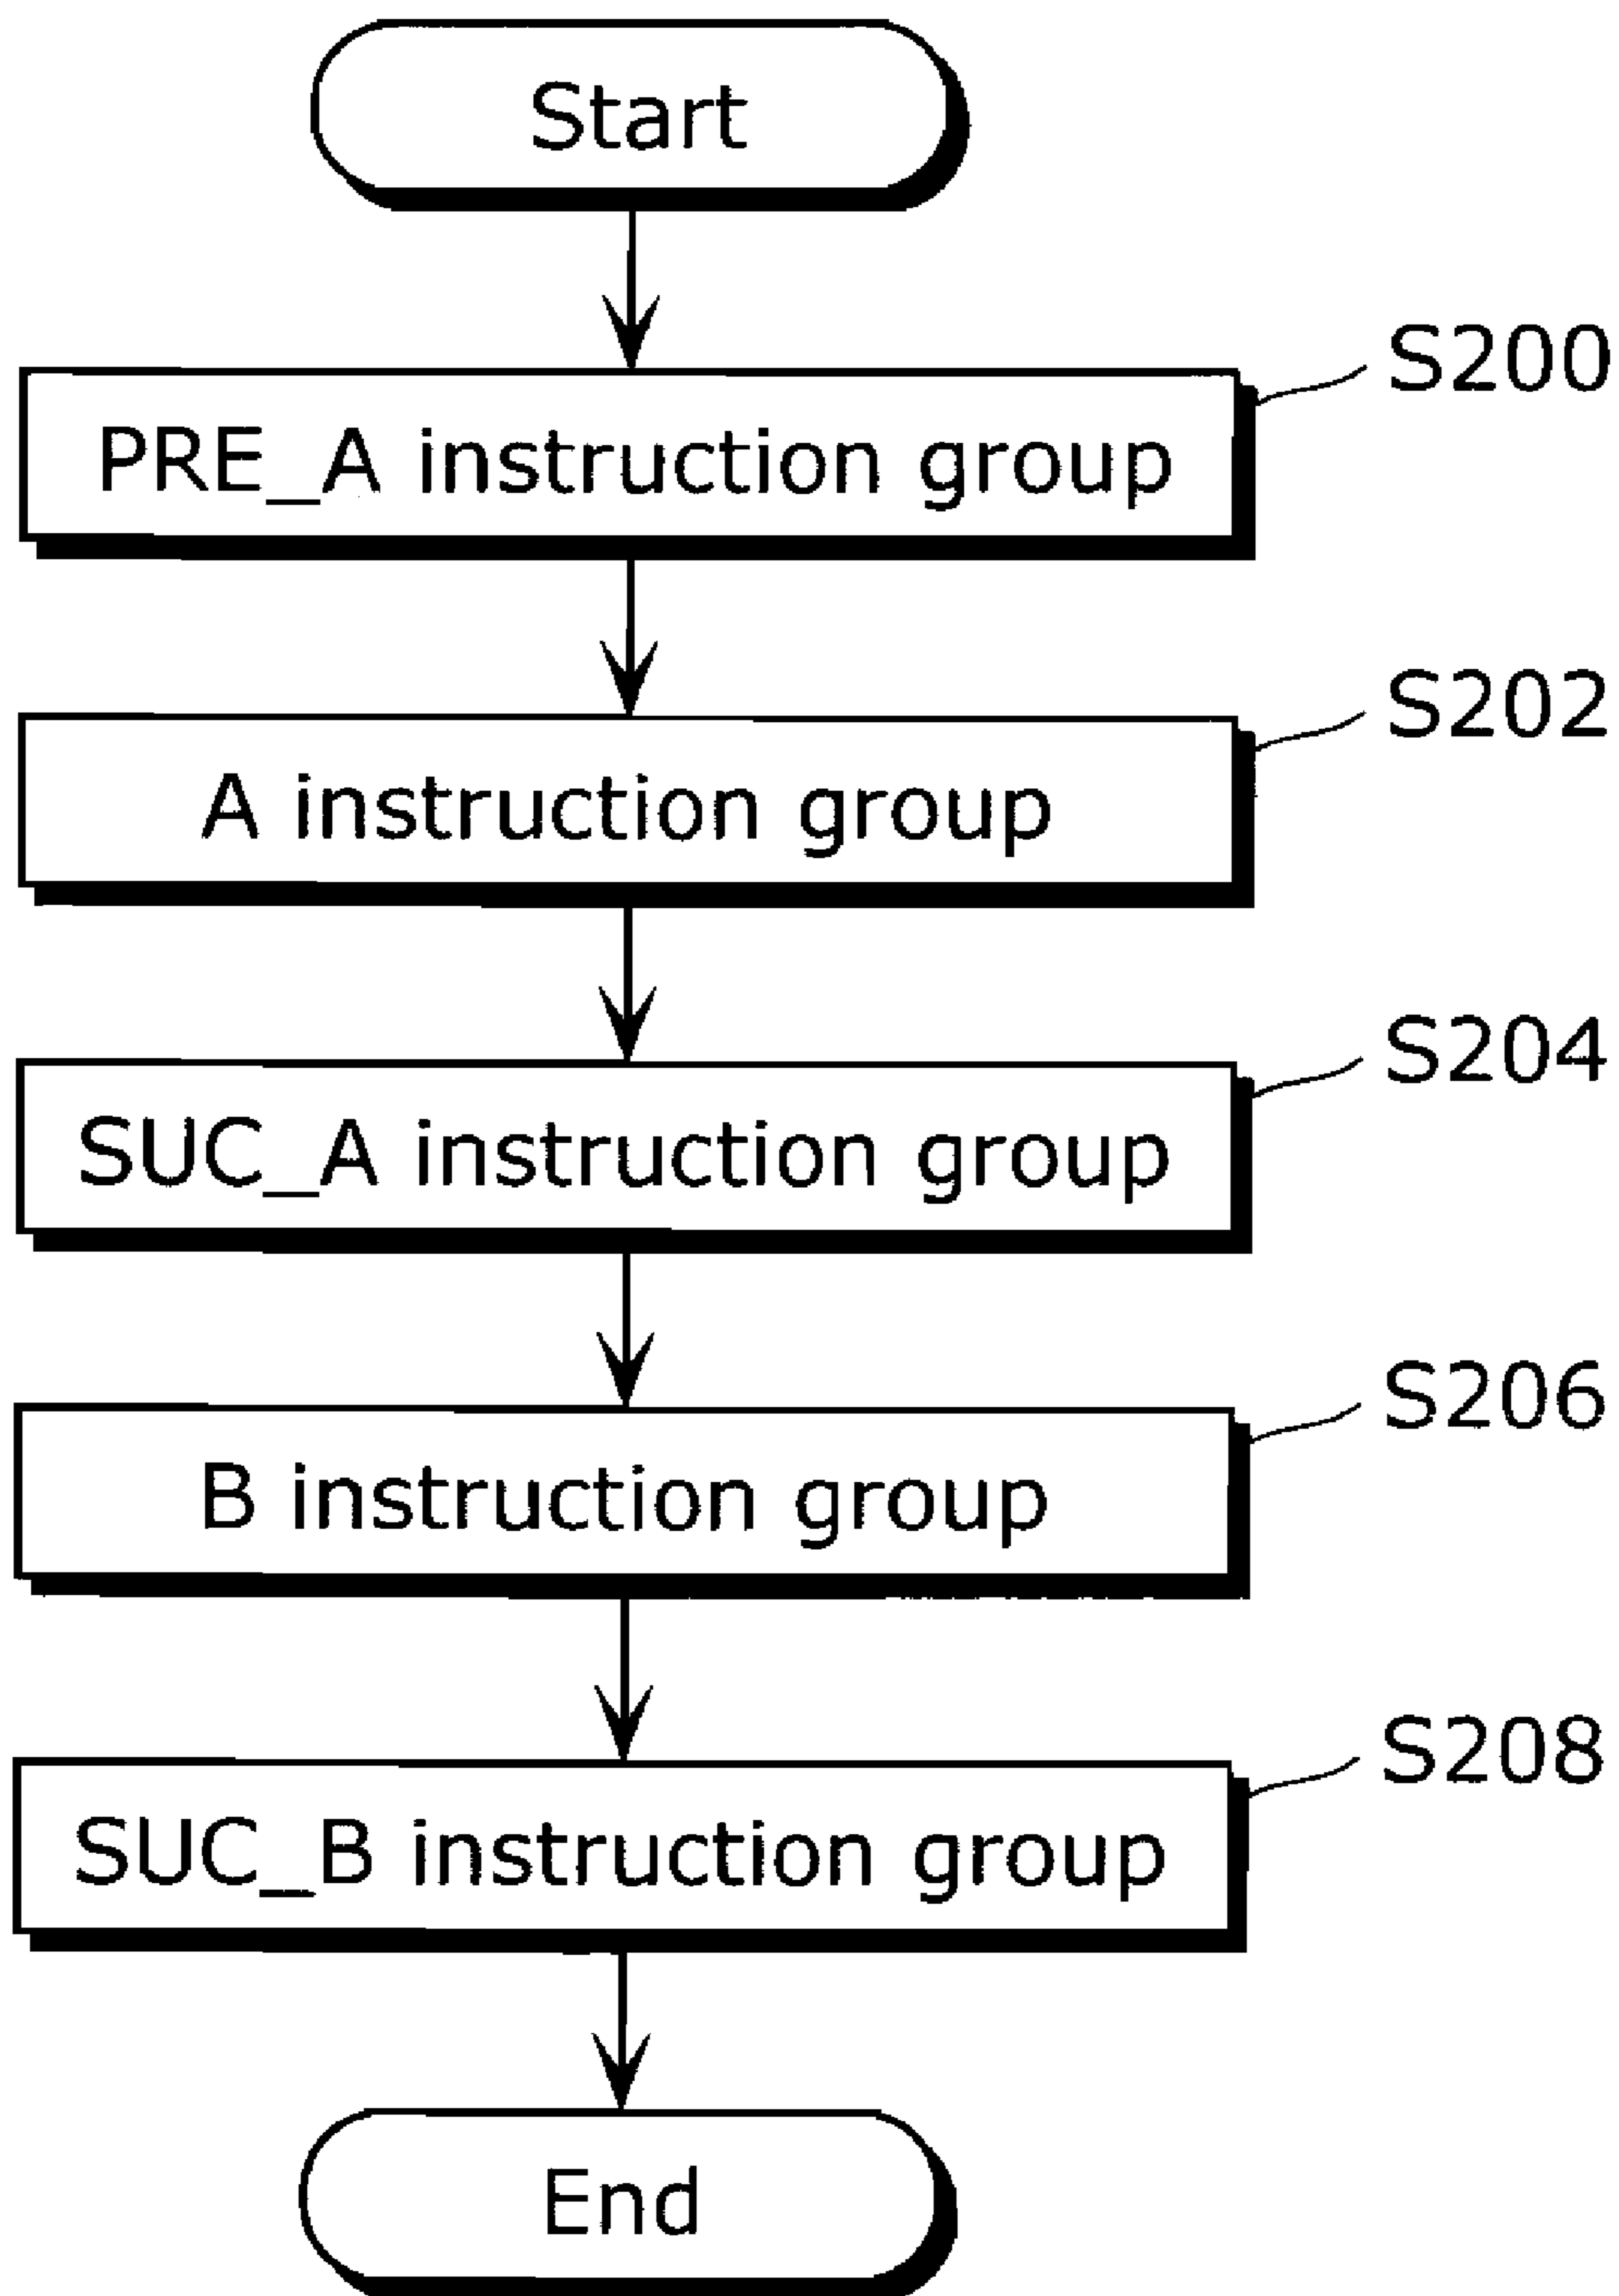 Start
S200
PRE_A instruction group
S202
A instruction group
S204
SUC_A instruction group
S206
B instruction group
S208
SUC_B instruction group
End